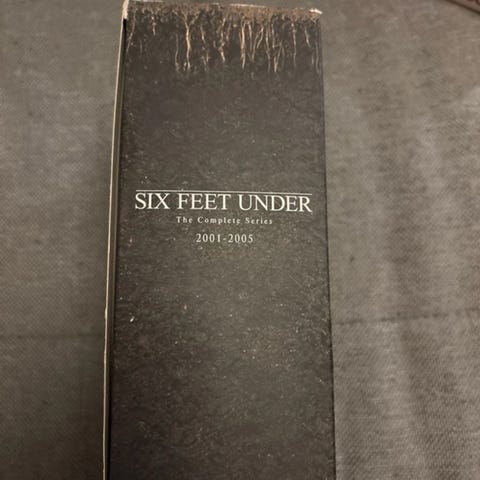 SIX FEET UNDER
The Complete Series
2001-2005